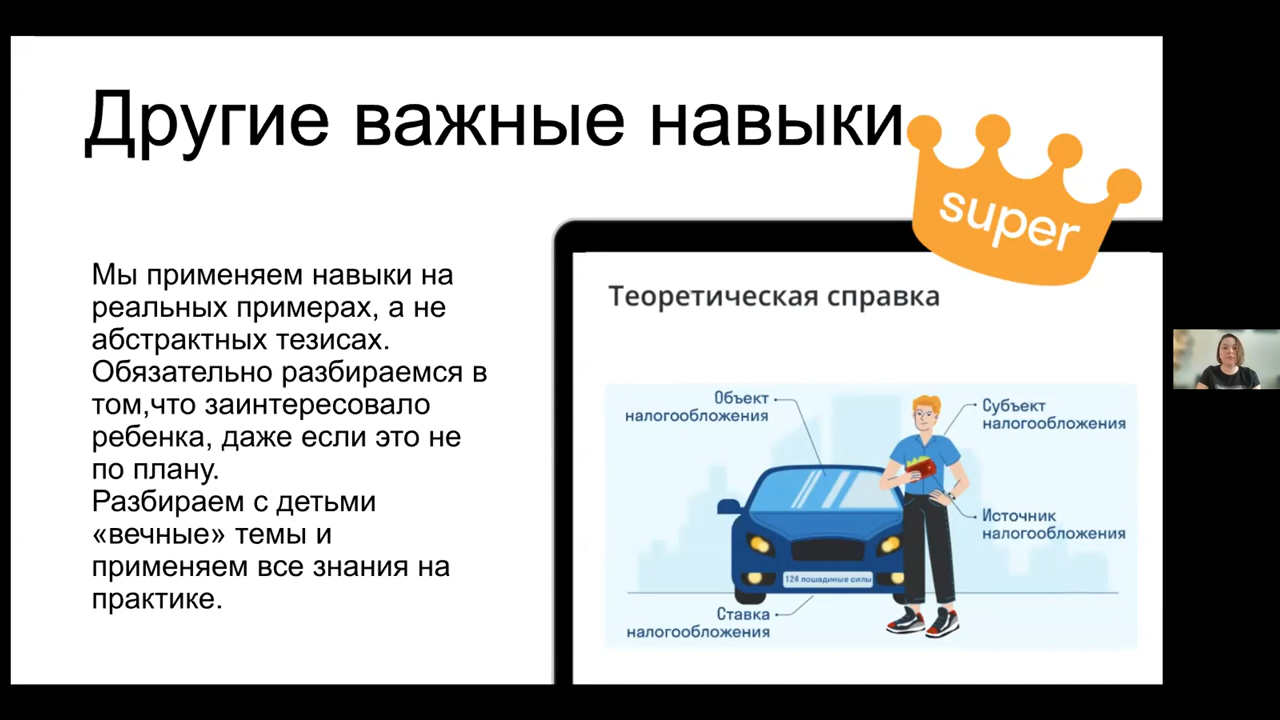 Другие важные навыки
super
Мы применяем навыки на
реальных примерах, а не
абстрактных тезисах.
Обязательно разбираемся в
том,что заинтересовало
ребенка, даже если это не
по плану.
Разбираем с детьми
«вечные» темы и
применяем все знания на
практике.
Теоретическая справка
Объект
налогообложения
Субъект
налогообложения
Источник
налогообложения
124 лошадиные силы
Ставка
налогообложения